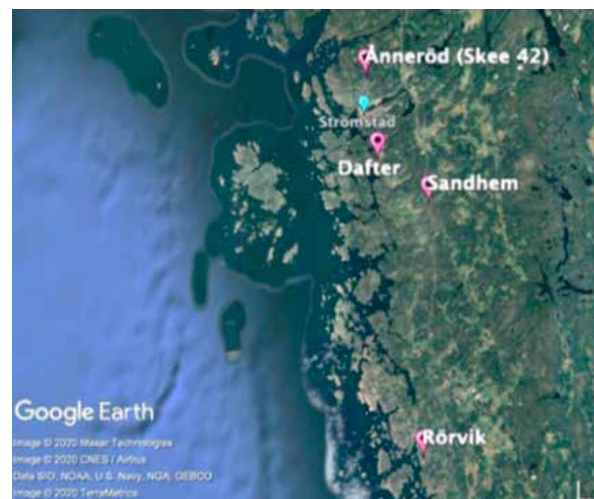 Ånneröd (Skee 42)
Strömstad
Dafter
Sandhem
Rörvik
Google Earth
Image © 2020 Maxar Technologies
Image © 2020 CNES / Airbus
Data SIO, NOAA, U.S. Navy, NGA, GEBCO
Image © 2020 TerraMetrics